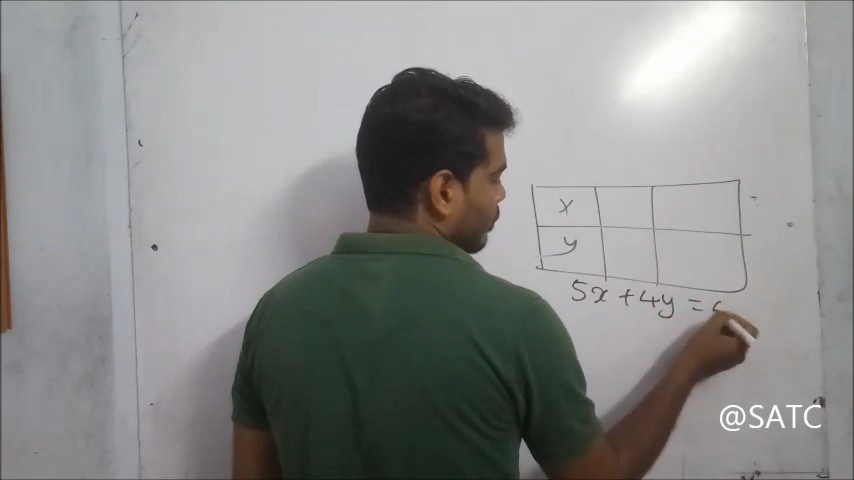 x
y
5x + 4y =
@SATC